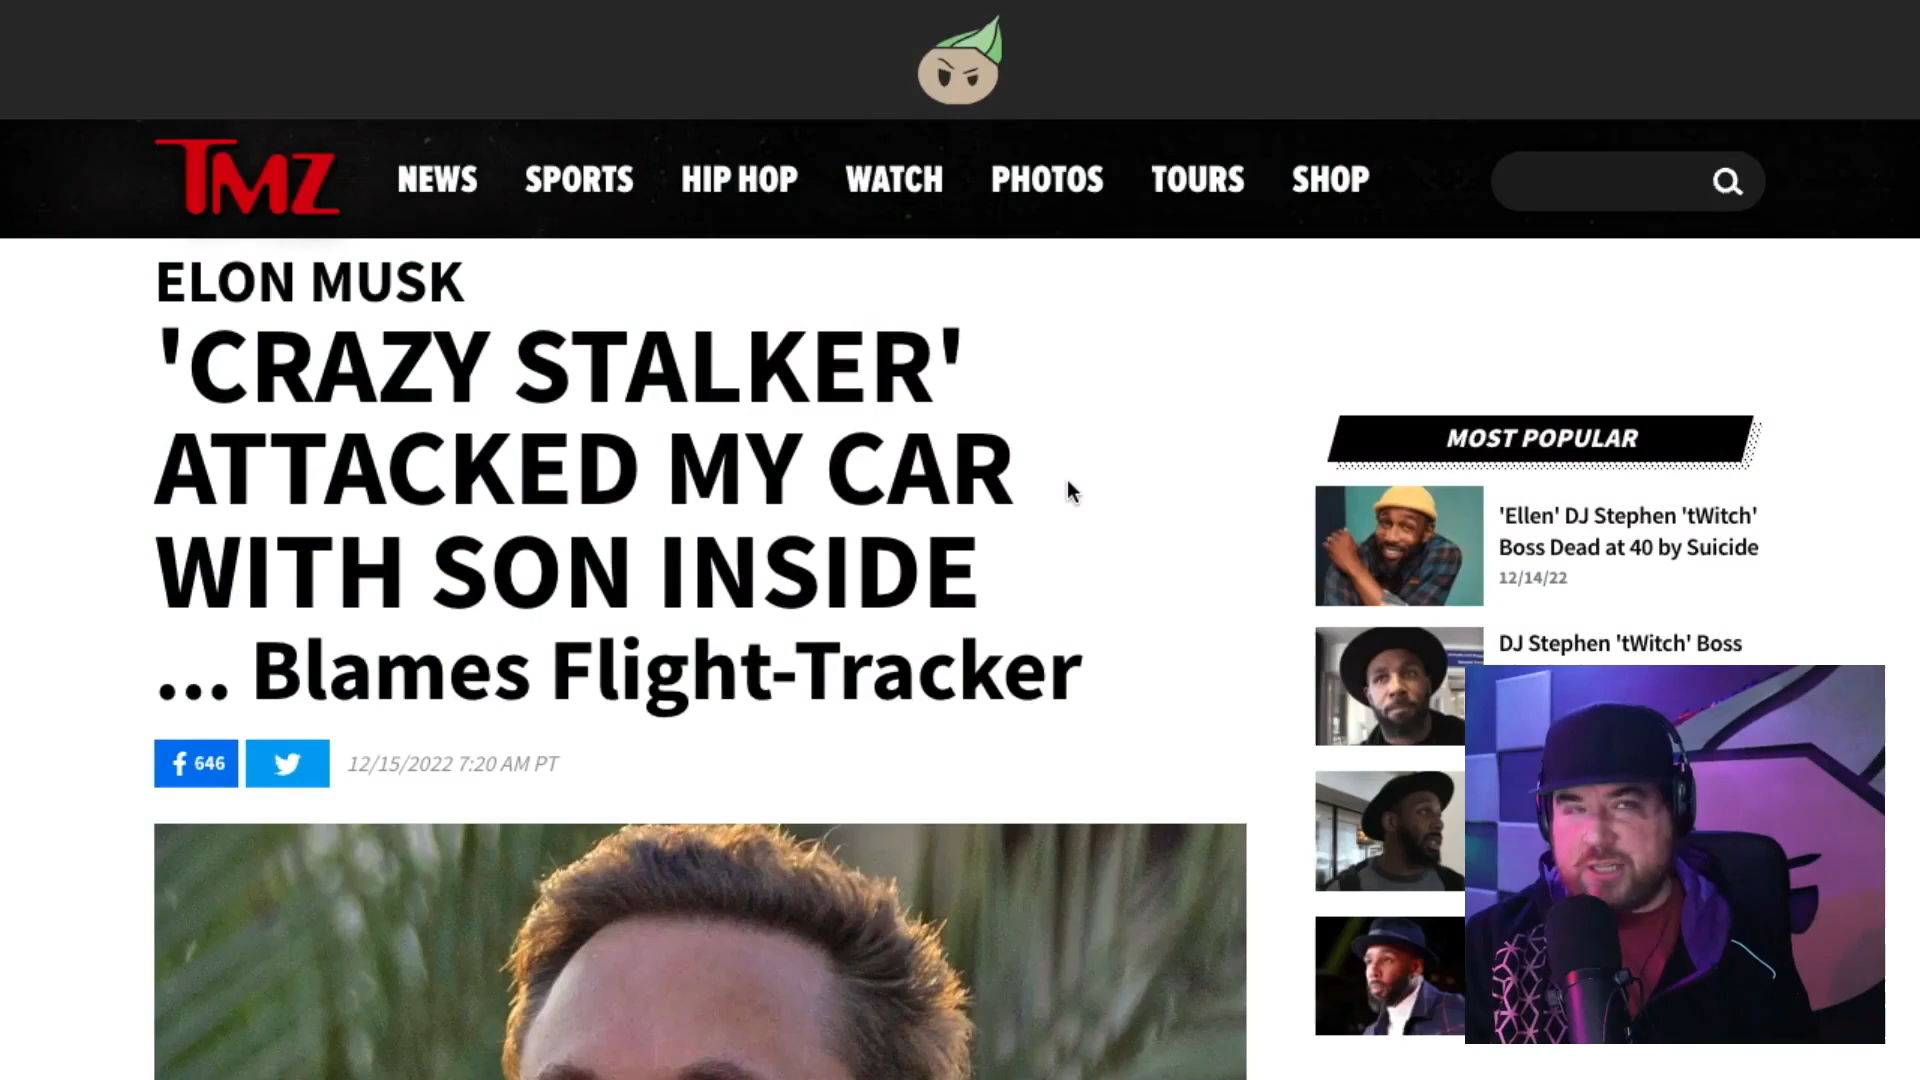 TMZ
NEWS SPORTS HIP HOP WATCH PHOTOS TOURS SHOP
ELON MUSK
'CRAZY STALKER'
ATTACKED MY CAR
WITH SON INSIDE
... Blames Flight-Tracker
646
12/15/2022 7:20 AM PT
MOST POPULAR
'Ellen' DJ Stephen 'tWitch'
Boss Dead at 40 by Suicide
12/14/22
DJ Stephen 'tWitch' Boss